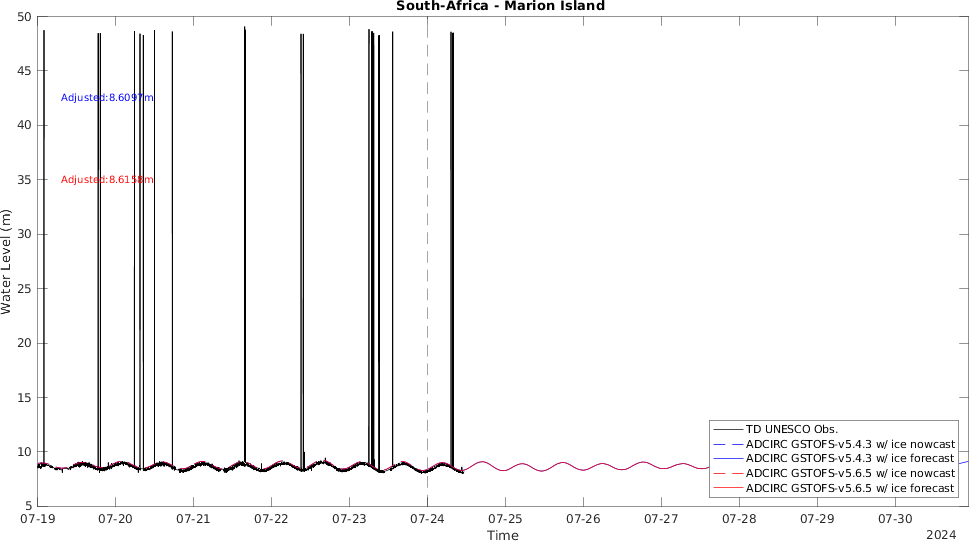 South-Africa - Marion Island
50
45
40
35
30
25
20
15
10
5
Water Level (m)
Adjusted:8.6097m
Adjusted:8.6158m
TD UNESCO Obs.
ADCIRC GSTOFS-v5.4.3 w/ ice nowcast
ADCIRC GSTOFS-v5.4.3 w/ ice forecast
ADCIRC GSTOFS-v5.6.5 w/ ice nowcast
ADCIRC GSTOFS-v5.6.5 w/ ice forecast
07-19 07-20 07-21 07-22 07-23 07-24 07-25 07-26 07-27 07-28 07-29 07-30
Time
2024